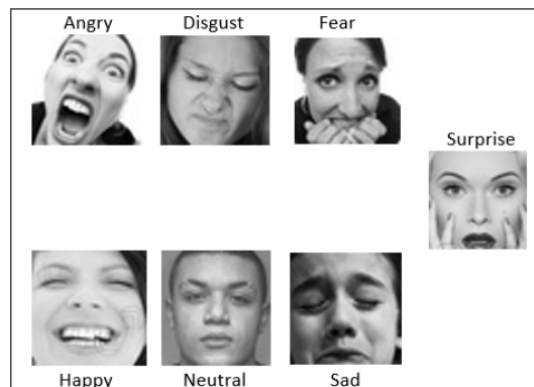 Angry
Disgust
Fear
Surprise
Happy
Neutral
Sad